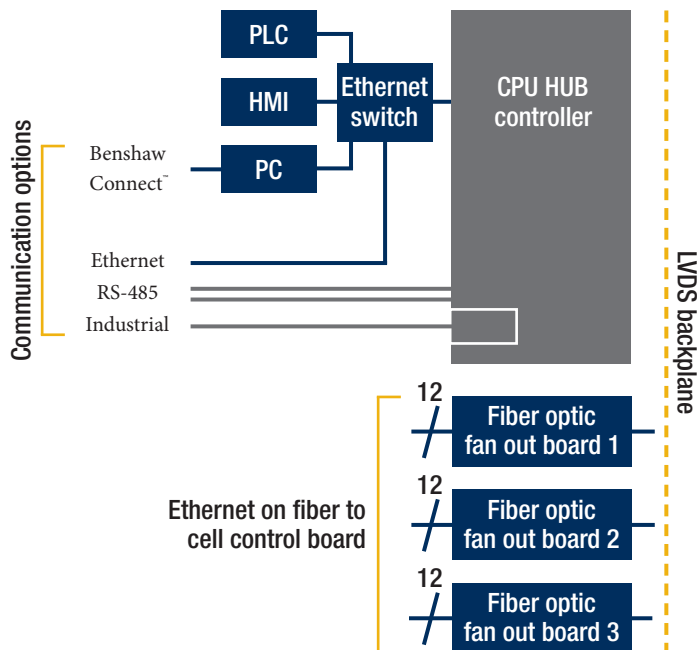 PLC
HMI
PC
Ethernet
switch
CPU HUB
controller
Communication options
Benshaw
Connect™
Ethernet
RS-485
Industrial
LVDS backplane
12
Fiber optic
fan out board 1
Ethernet on fiber to
cell control board
12
Fiber optic
fan out board 2
12
Fiber optic
fan out board 3